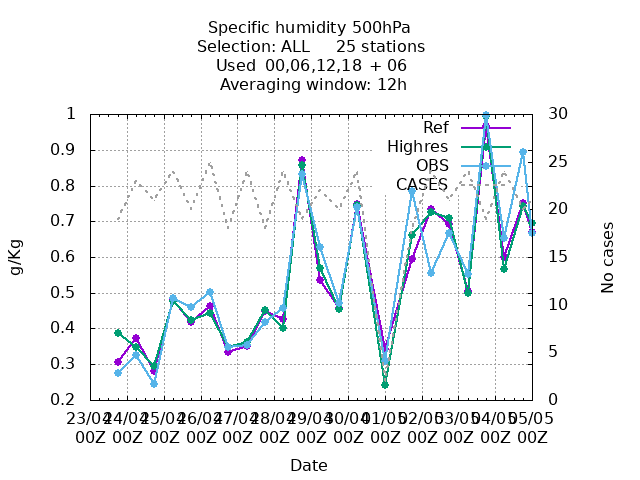 Specific humidity 500hPa
Selection: ALL 25 stations
Used 00,06,12,18 + 06
Averaging window: 12h
1
0.9
0.8
0.7
0.6
0.5
0.4
0.3
0.2
g/Kg
30
25
20
15
10
5
0
No cases
Ref
Highres
OBS
CASES
23/04 24/04 25/04 26/04 27/04 28/04 29/04 30/04 01/05 02/05 03/05 04/05 05/05
00Z 00Z 00Z 00Z 00Z 00Z 00Z 00Z 00Z 00Z 00Z 00Z 00Z
Date